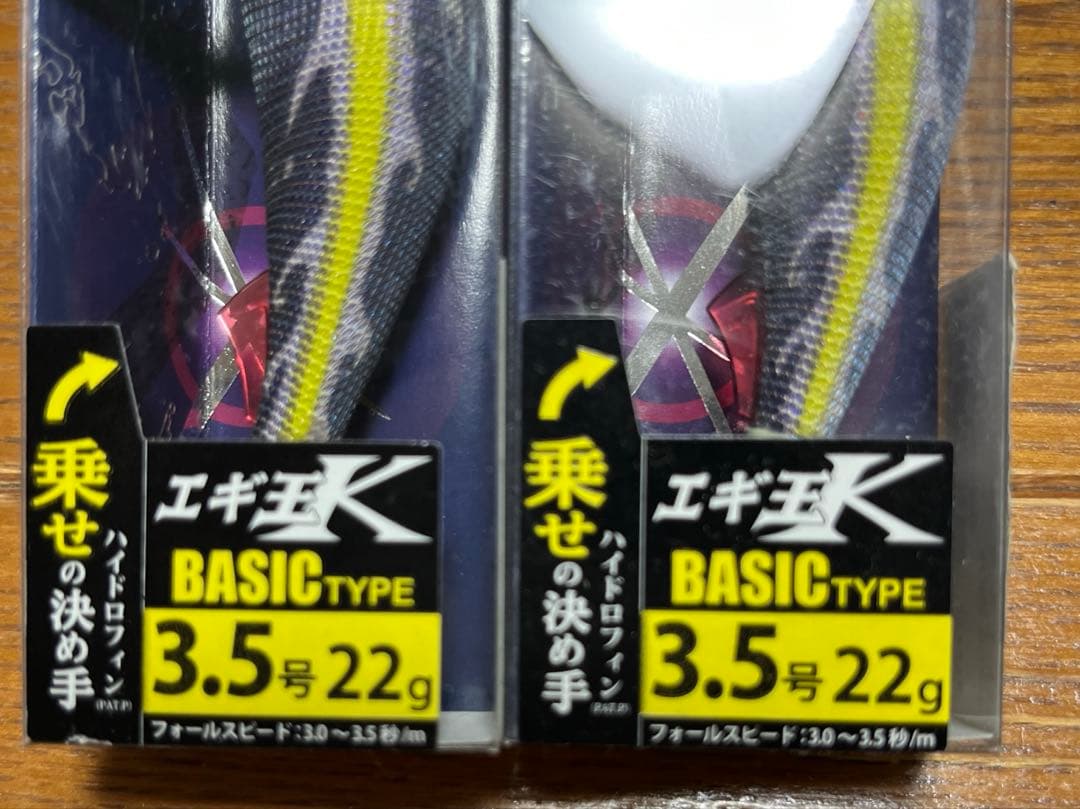 乗せの決め手
ハイドロフィン
(PAT.P)
エギ王K
BASIC TYPE
3.5号 22g
フォールスピード:3.0～3.5秒/m
乗せの決め手
ハイドロフィン
(PAT.P)
エギ王K
BASIC TYPE
3.5号 22g
フォールスピード:3.0～3.5秒/m